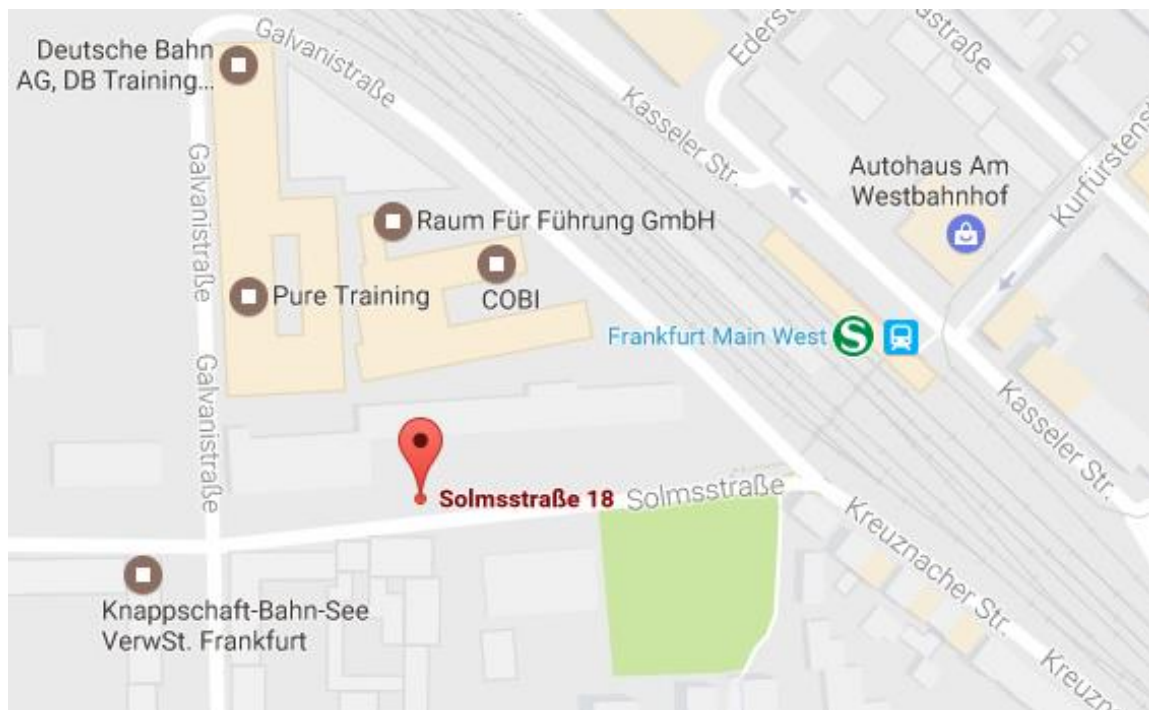 Deutsche Bahn
AG, DB Training...
Galvanistraße
Kasseler Str.
Autohaus Am
Westbahnhof
Galvanistraße
Raum Für Führung GmbH
Pure Training
COBI
Frankfurt Main West
S
Galvanistraße
Kasseler Str.
Solmsstraße 18
Solmsstraße
Kreuznacher Str.
Knappschaft-Bahn-See
VerwSt. Frankfurt